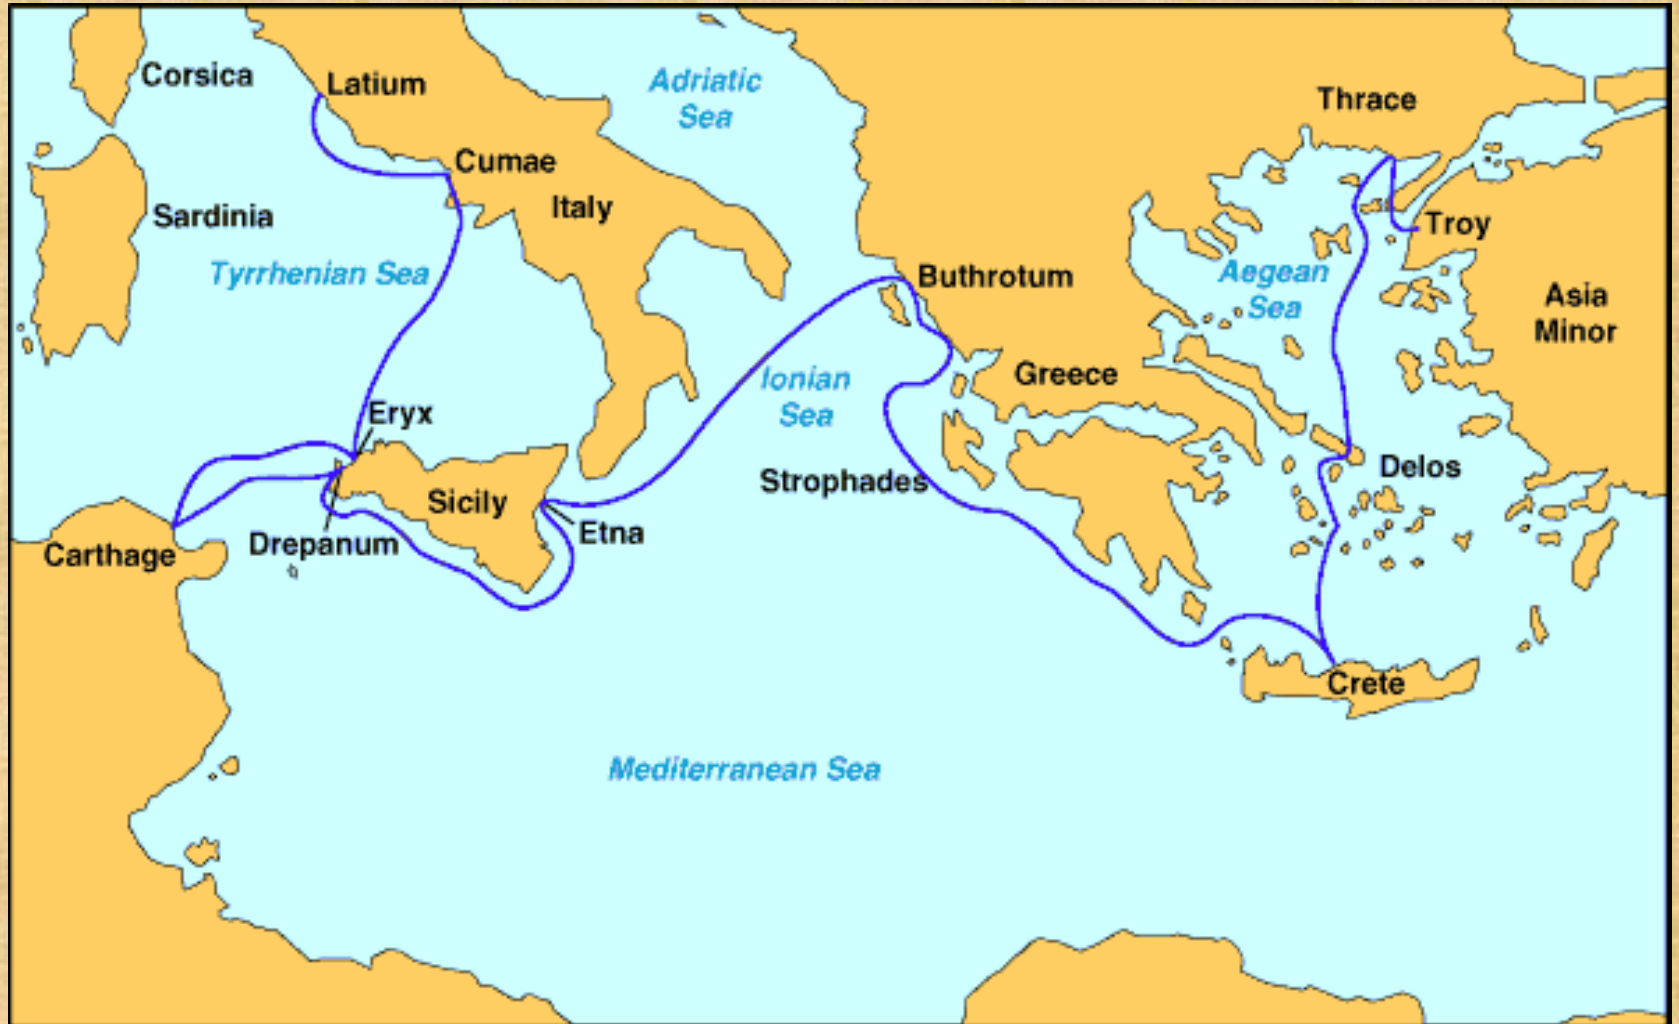 Corsica
Latium
Adriatic
Sea
Thrace
Cumae
Italy
Sardinia
Troy
Tyrrhenian Sea
Buthrotum
Aegean
Sea
Asia
Minor
Ionian
Sea
Greece
Eryx
Delos
Strophades
Sicily
Etna
Drepanum
Carthage
Crete
Mediterranean Sea